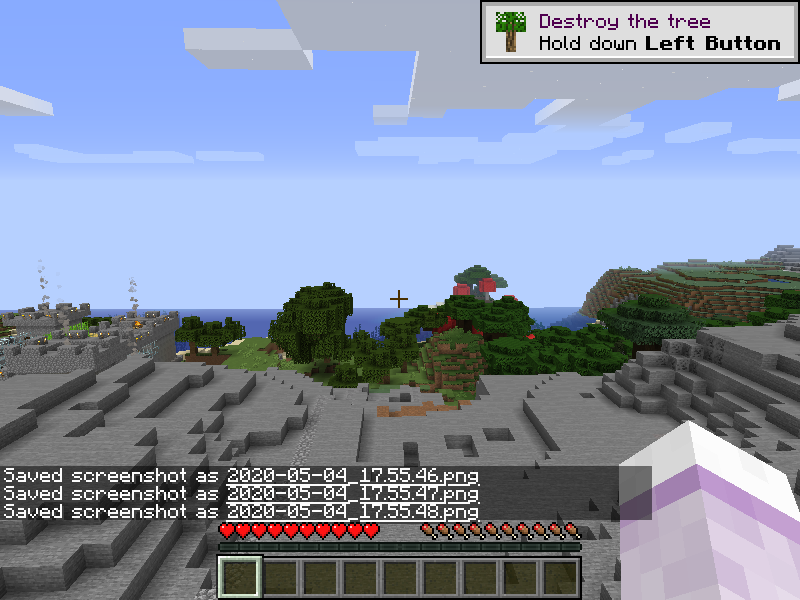 Destroy the tree
Hold down Left Button
Saved screenshot as 2020-05-04_17.55.46.png
Saved screenshot as 2020-05-04_17.55.47.png
Saved screenshot as 2020-05-04_17.55.48.png